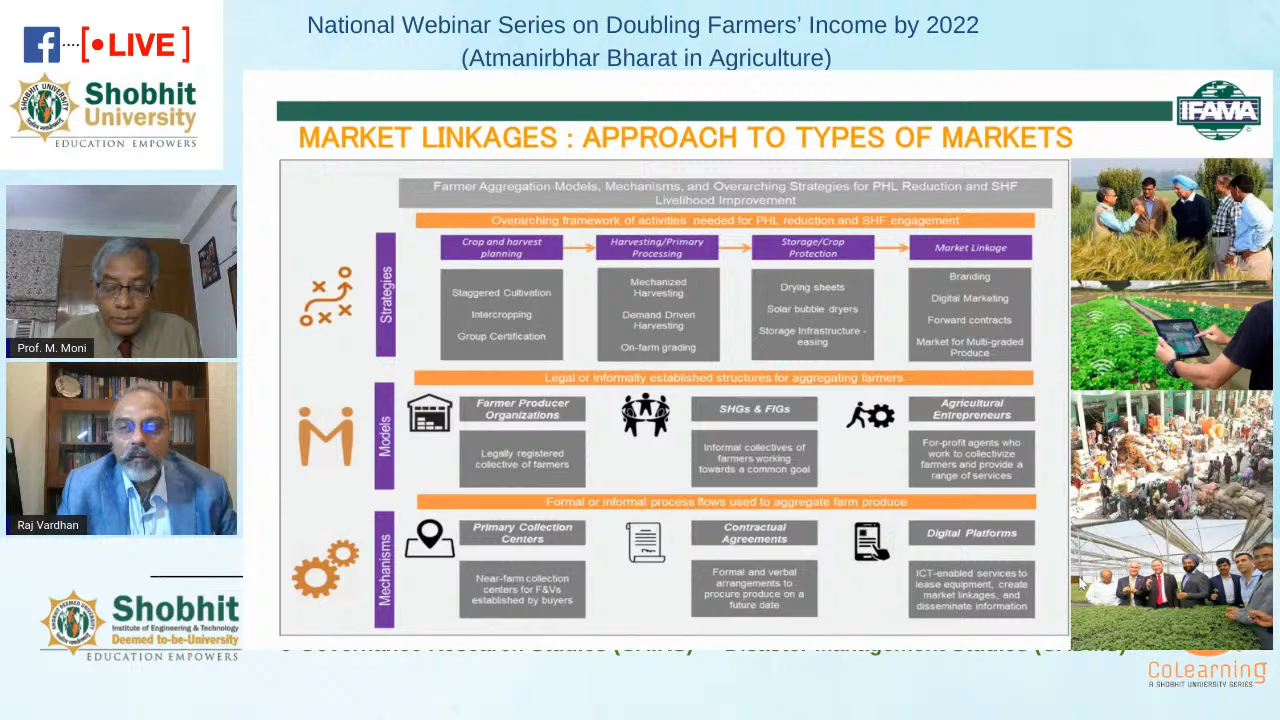 National Webinar Series on Doubling Farmers' Income by 2022
(Atmanirbhar Bharat in Agriculture)
LIVE
Shobhit
University
EDUCATION EMPOWERS
IFAMA
MARKET LINKAGES : APPROACH TO TYPES OF MARKETS
Farmer Aggregation Models, Mechanisms, and Overarching Strategies for PHL Reduction and SHF
Livelihood Improvement
Overarching framework of activities needed for PHL reduction and SHF engagement
Strategies
Crop and harvest
planning
Harvesting/Primary
Processing
Storage/Crop
Protection
Market Linkage
Staggered Cultivation
Intercropping
Group Certification
Mechanized
Harvesting
Demand Driven
Harvesting
On-farm grading
Drying sheets
Solar bubble dryers
Storage Infrastructure -
easing
Branding
Digital Marketing
Forward contracts
Market for Multi-graded
Produce
Legal or informally established structures for aggregating farmers
Models
Farmer Producer
Organizations
Legally registered
collective of farmers
SHGs & FIGs
Informal collectives of
farmers working
towards a common goal
Agricultural
Entrepreneurs
For-profit agents who
work to collectivize
farmers and provide a
range of services
Formal or informal process flows used to aggregate farm produce
Mechanisms
Primary Collection
Centers
Near-farm collection
centers for F&Vs
established by buyers
Contractual
Agreements
Formal and verbal
arrangements to
procure produce on a
future date
Digital Platforms
ICT-enabled services to
lease equipment, create
market linkages, and
disseminate information
Prof. M. Moni
Raj Vardhan
Shobhit
Institute of Engineering & Technology
Deemed to-be-University
EDUCATION EMPOWERS
CoLearning
A SHOBHIT UNIVERSITY SERIES